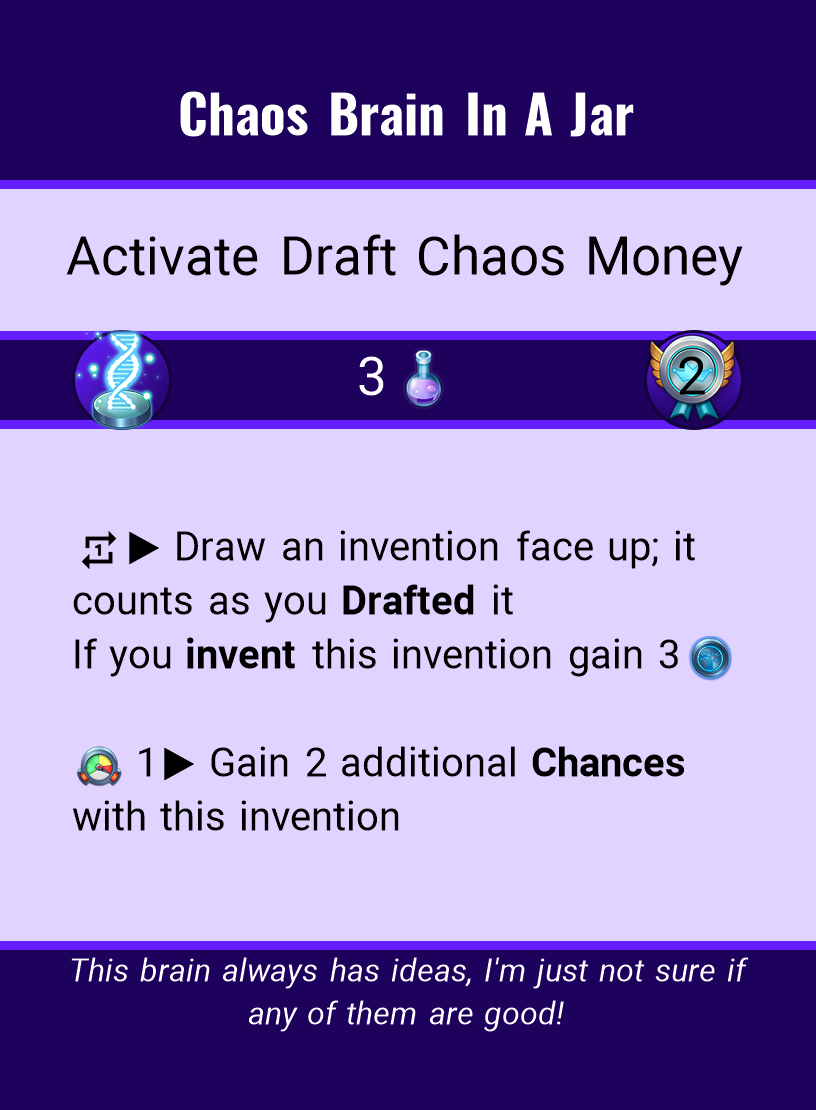 Chaos Brain In A Jar
Activate Draft Chaos Money
3
2
1 ▶ Draw an invention face up; it
counts as you Drafted it
If you invent this invention gain 3
1▶ Gain 2 additional Chances
with this invention
This brain always has ideas, I'm just not sure if
any of them are good!